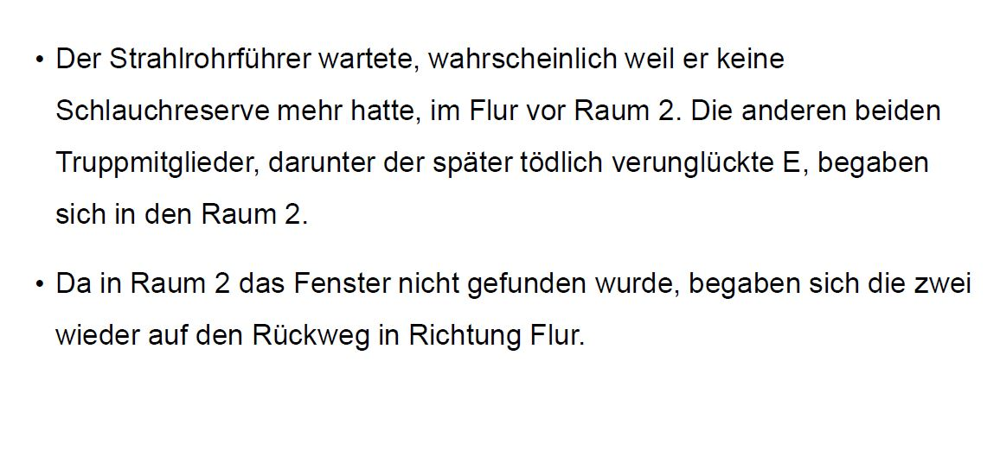 • Der Strahlrohrführer wartete, wahrscheinlich weil er keine
Schlauchreserve mehr hatte, im Flur vor Raum 2. Die anderen beiden
Truppmitglieder, darunter der später tödlich verunglückte E, begaben
sich in den Raum 2.
• Da in Raum 2 das Fenster nicht gefunden wurde, begaben sich die zwei
wieder auf den Rückweg in Richtung Flur.